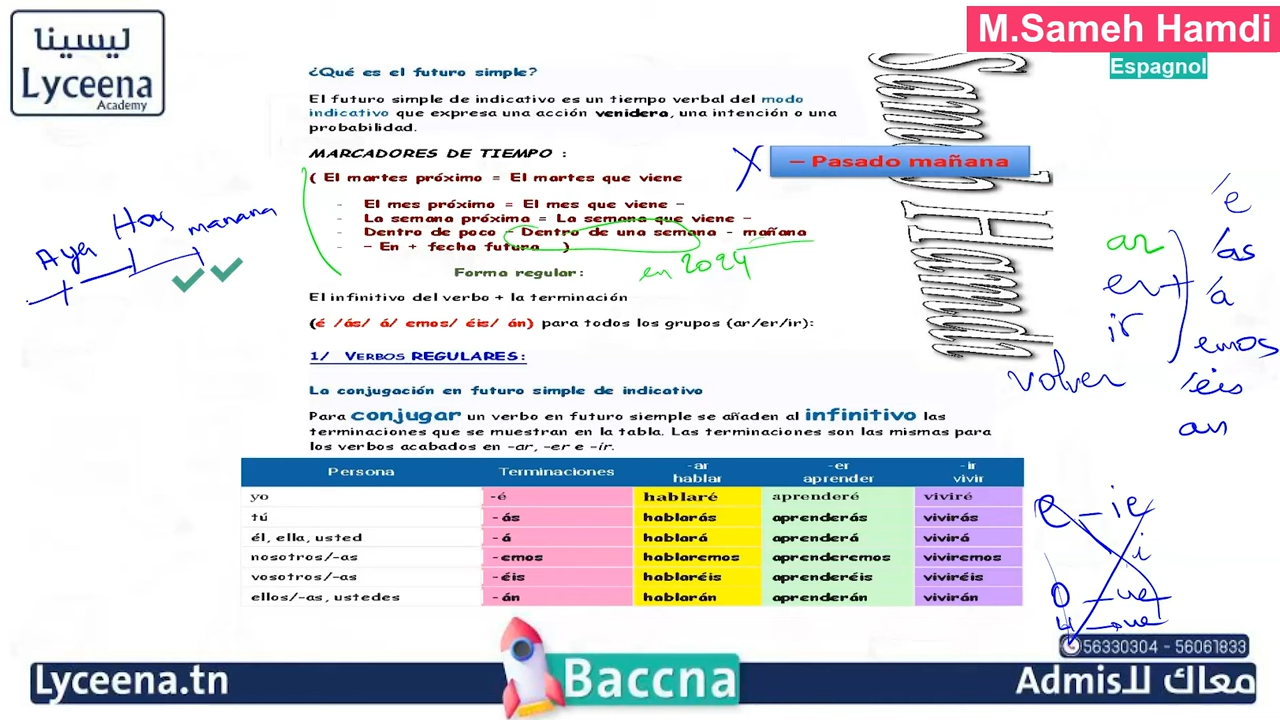 ليسينا
Lyceena
Academy
M.Sameh Hamdi
Espagnol
¿Qué es el futuro simple?
El futuro simple de indicativo es un tiempo verbal del modo
indicativo que expresa una acción venidera, una intención o una
probabilidad.
MARCADORES DE TIEMPO :
X
– Pasado mañana
( El martes próximo = El martes que viene
- El mes próximo = El mes que viene –
- La semana próxima = La semana que viene –
- Dentro de poco - Dentro de una semana - mañana
- – En + fecha futura )
en 2024
Aye Hoy mañana
Forma regular:
El infinitivo del verbo + la terminación
(é /ás/ á/ emos/ éis/ án) para todos los grupos (ar/er/ir):
1/ VERBOS REGULARES:
La conjugación en futuro simple de indicativo
Para conjugar un verbo en futuro siemple se añaden al infinitivo las
terminaciones que se muestran en la tabla. Las terminaciones son las mismas para
los verbos acabados en –ar, -er e -ir.
Persona Terminaciones -ar hablar -er aprender -ir vivir
yo -é hablaré aprenderé viviré
tú -ás hablarás aprenderás vivirás
él, ella, usted -á hablará aprenderá vivirá
nosotros/-as -emos hablaremos aprenderemos viviremos
vosotros/-as -éis hablaréis aprenderéis viviréis
ellos/-as, ustedes -án hablarán aprenderán vivirán
Sameh Hamda
ar
er +
ir
volver
é
ás
á
emos
éis
an
e – ie
i
o – ue
u – ue
56330304 - 56061833
Lyceena.tn
Baccna
معاك للـ Admis